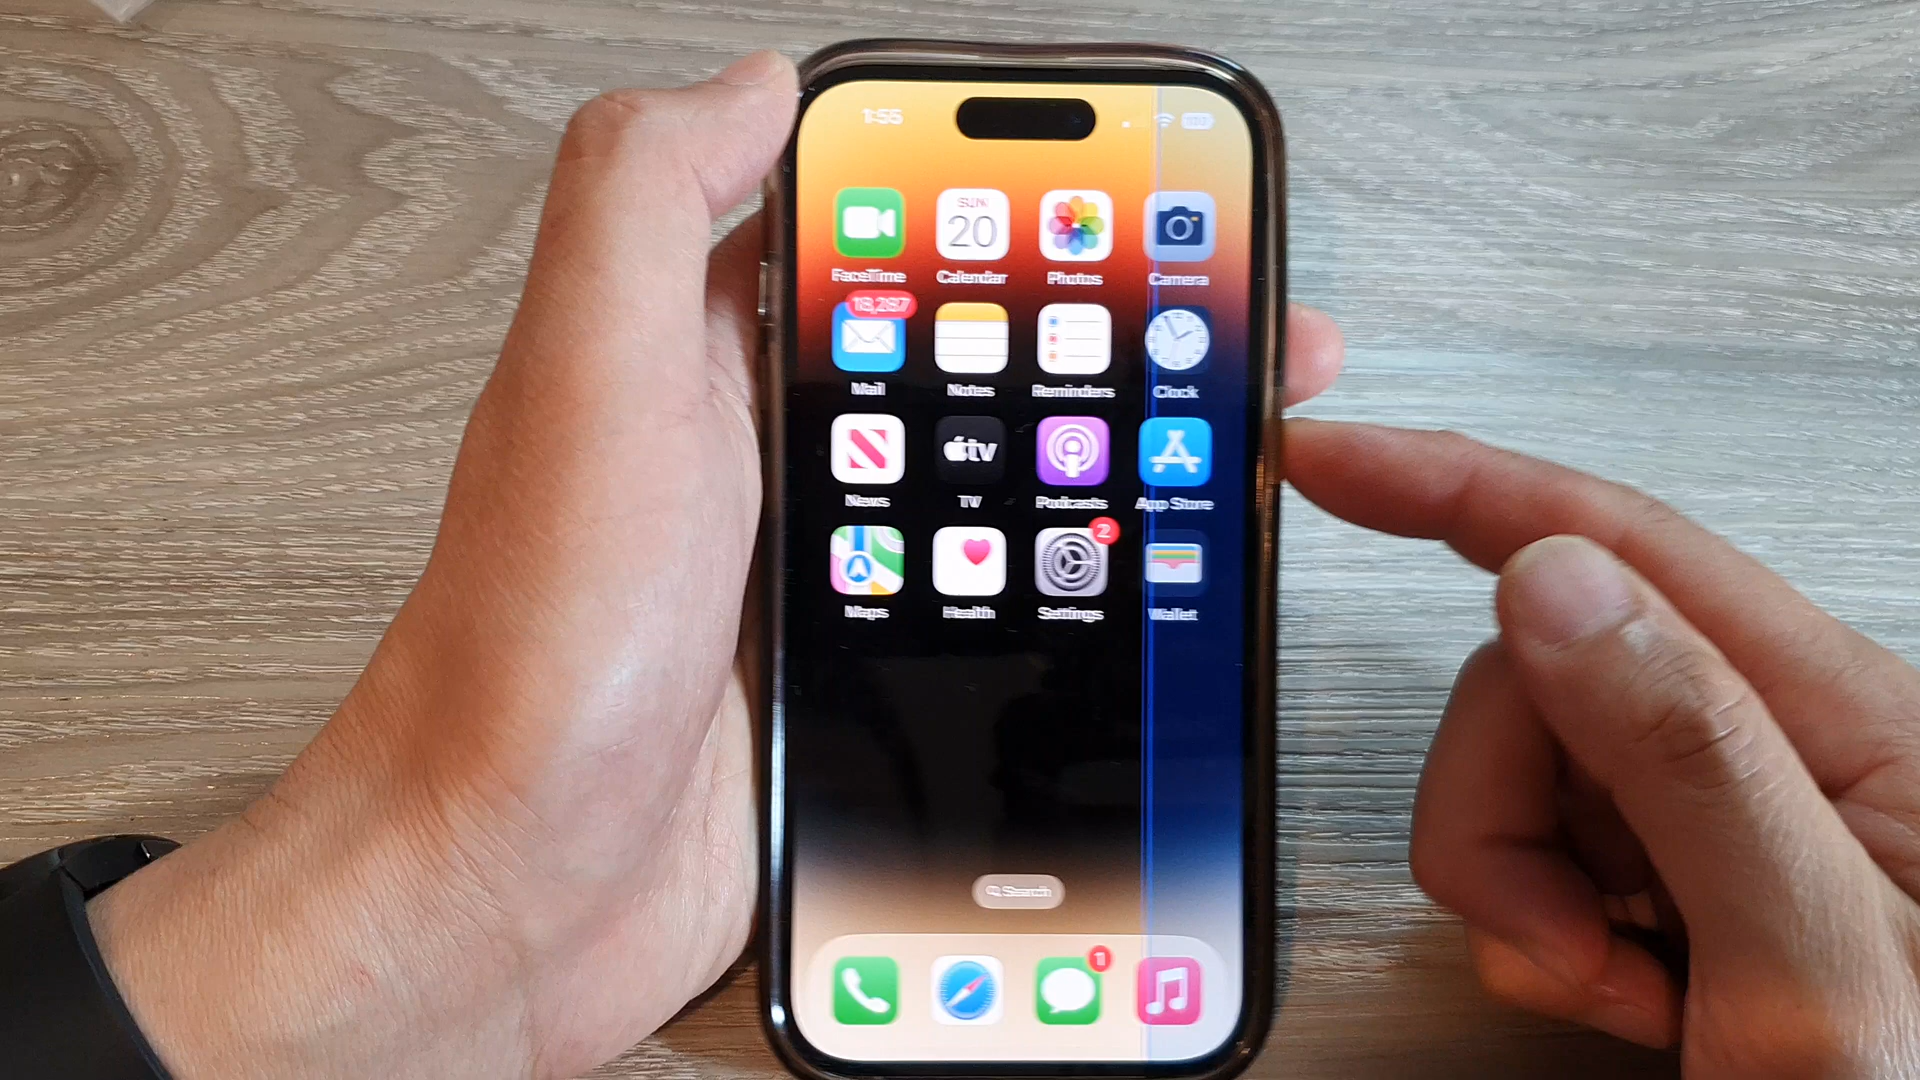 1:55
100
SUN
20
FaceTime Calendar Photos Camera
18,287
Mail Notes Reminders Clock
tv
News TV Podcasts App Store
2
Maps Health Settings Wallet
Search
1